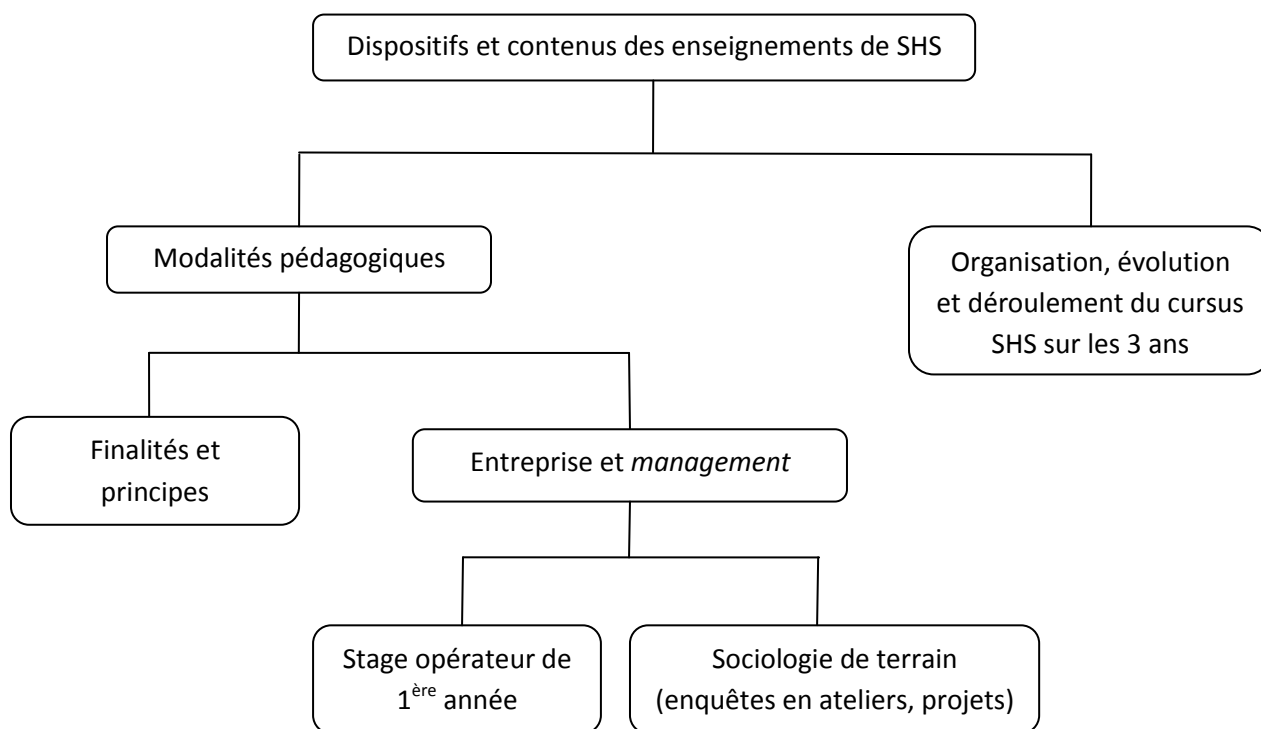 Dispositifs et contenus des enseignements de SHS
Modalités pédagogiques
Organisation, évolution
et déroulement du cursus
SHS sur les 3 ans
Finalités et
principes
Entreprise et management
Stage opérateur de
1ère année
Sociologie de terrain
(enquêtes en ateliers, projets)